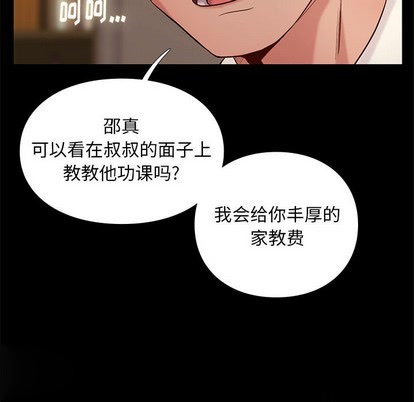 呵呵...
邵真
可以看在叔叔的面子上
教教他功课吗?
我会给你丰厚的
家教费